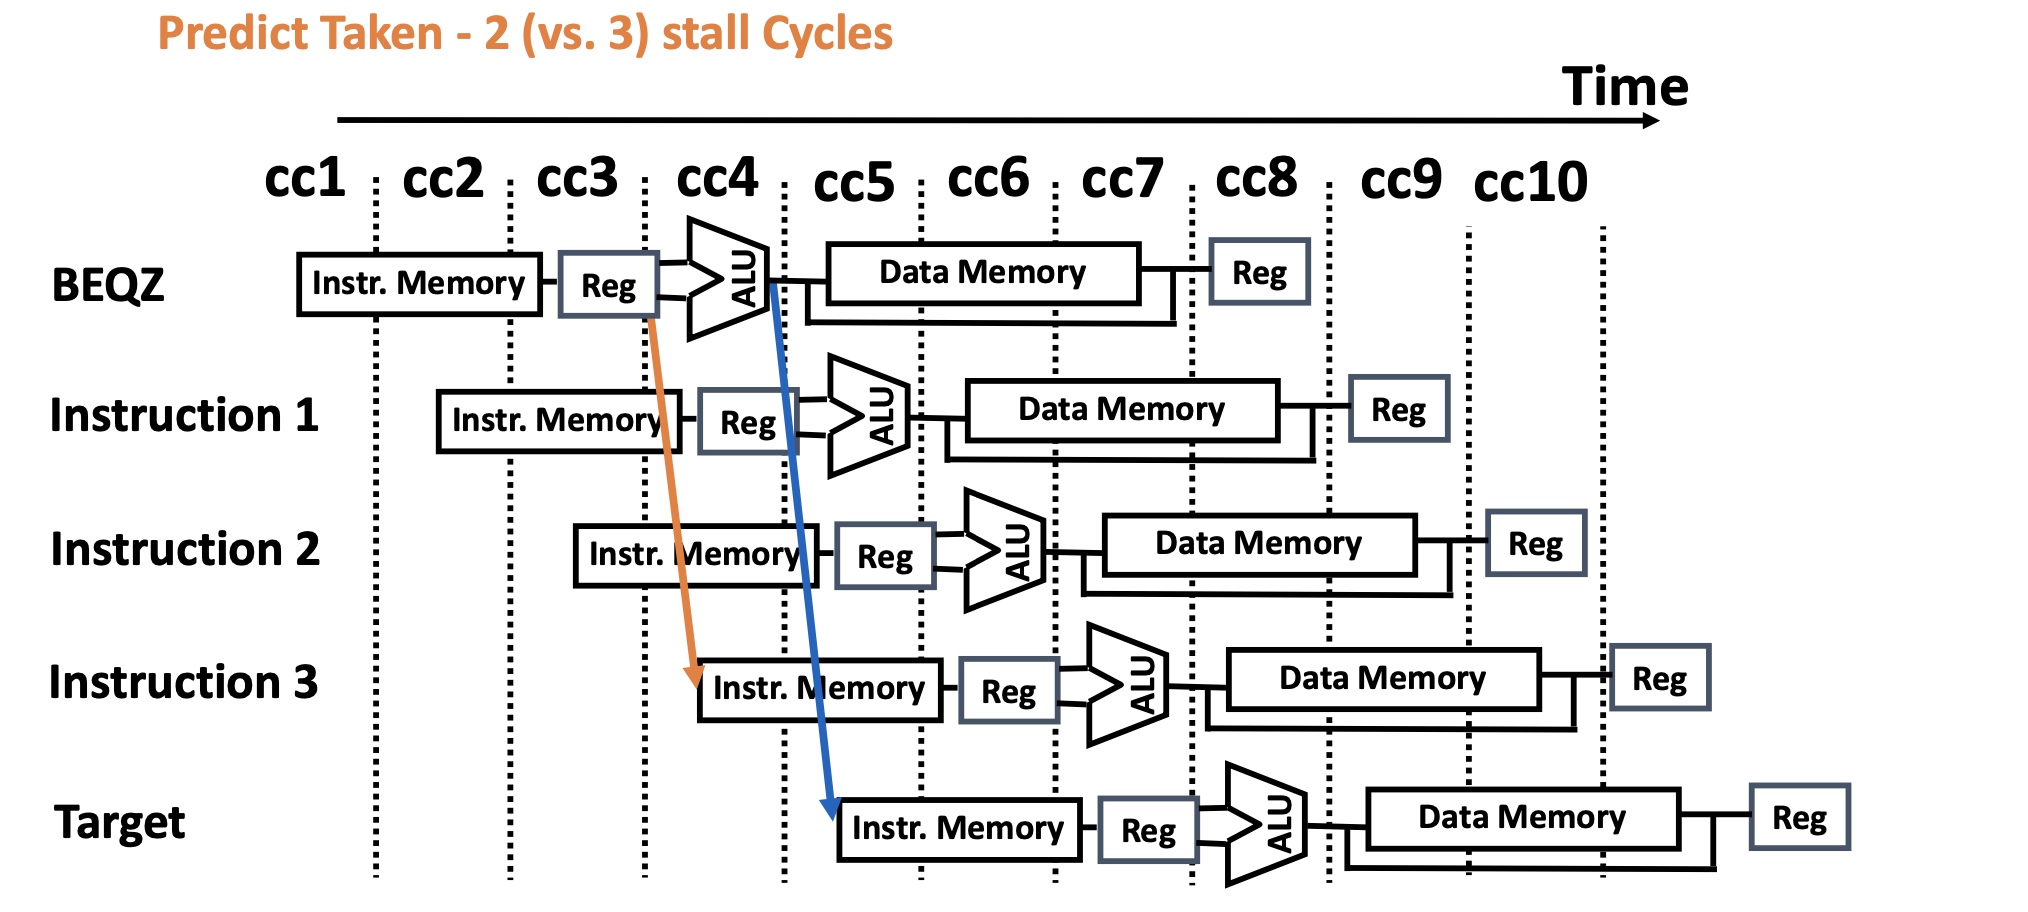 Predict Taken - 2 (vs. 3) stall Cycles
Time
cc1 cc2 cc3 cc4 cc5 cc6 cc7 cc8 cc9 cc10
BEQZ Instr. Memory Reg ALU Data Memory Reg
Instruction 1 Instr. Memory Reg ALU Data Memory Reg
Instruction 2 Instr. Memory Reg ALU Data Memory Reg
Instruction 3 Instr. Memory Reg ALU Data Memory Reg
Target Instr. Memory Reg ALU Data Memory Reg